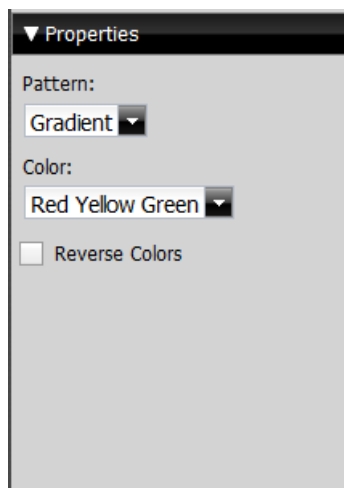 ▼ Properties
Pattern:
Gradient
Color:
Red Yellow Green
Reverse Colors